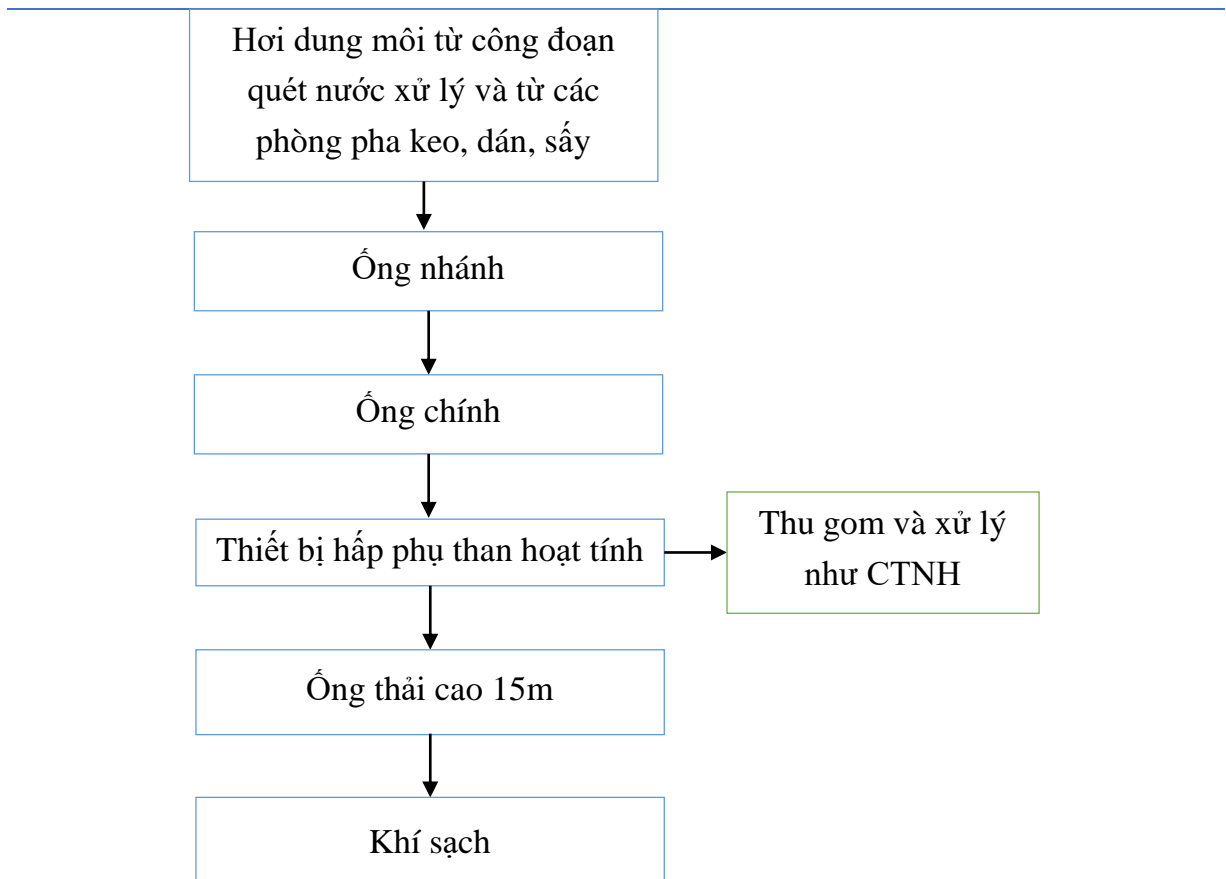 Hơi dung môi từ công đoạn
quét nước xử lý và từ các
phòng pha keo, dán, sấy
Ống nhánh
Ống chính
Thiết bị hấp phụ than hoạt tính
Thu gom và xử lý
như CTNH
Ống thải cao 15m
Khí sạch